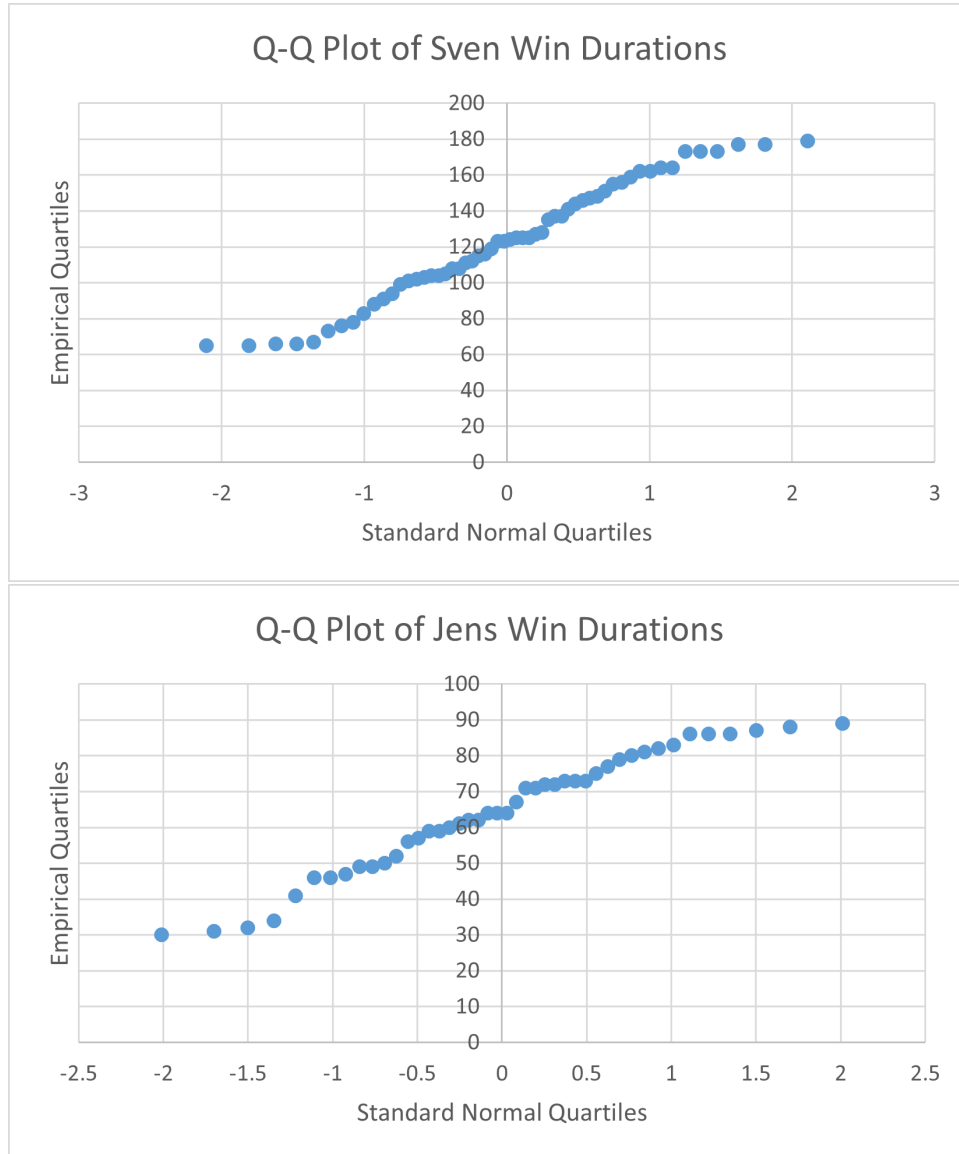 Q-Q Plot of Sven Win Durations
200
180
160
140
120
100
80
60
40
20
0
-3 -2 -1 0 1 2 3
Empirical Quartiles
Standard Normal Quartiles
Q-Q Plot of Jens Win Durations
100
90
80
70
60
50
40
30
20
10
0
-2.5 -2 -1.5 -1 -0.5 0 0.5 1 1.5 2 2.5
Empirical Quartiles
Standard Normal Quartiles